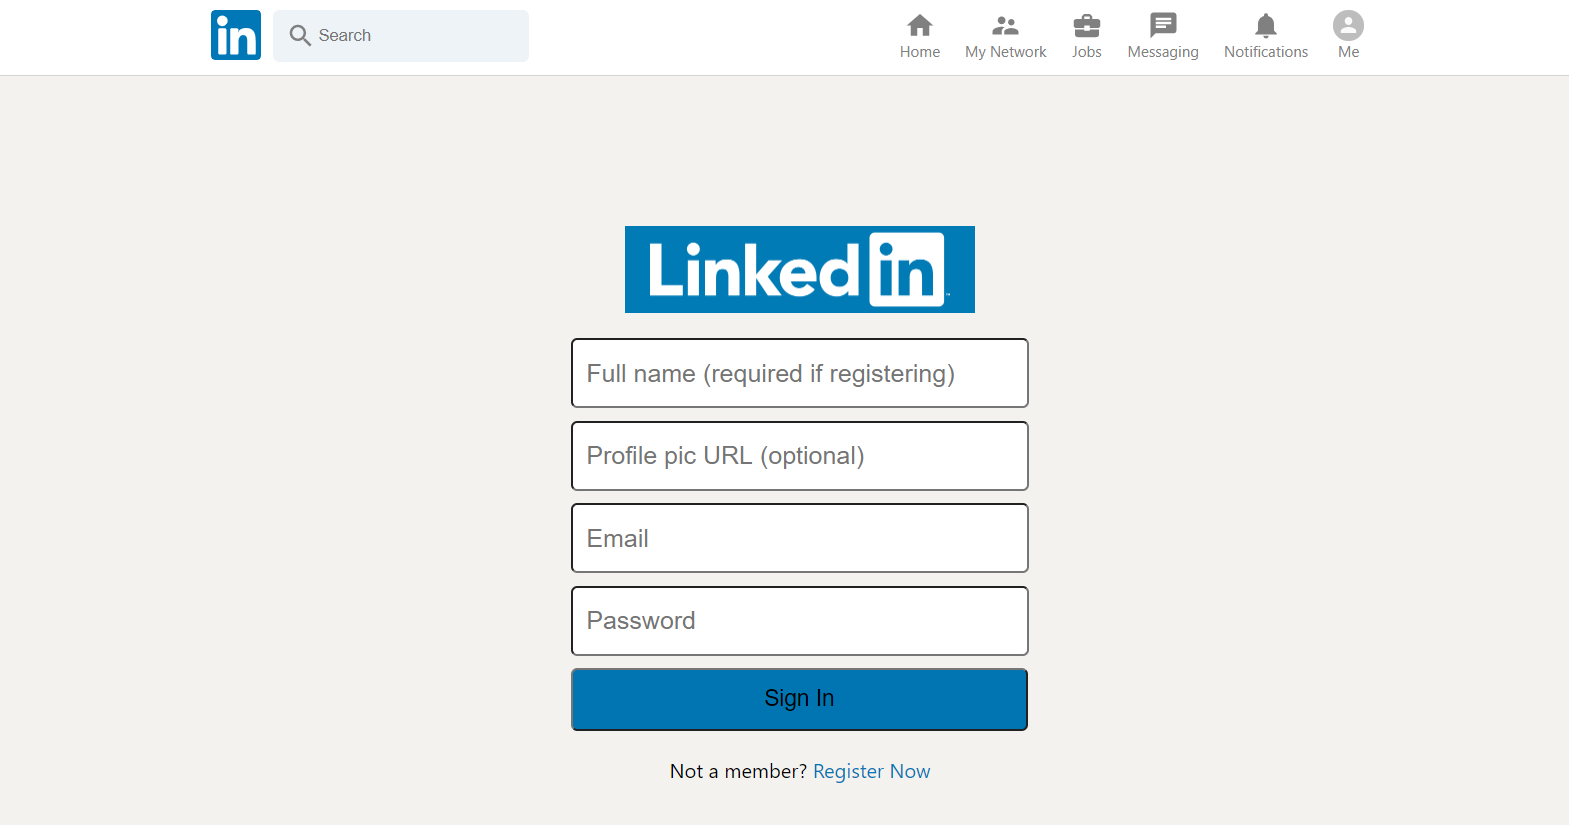 in Search
Home My Network Jobs Messaging Notifications Me
Linked in
Full name (required if registering)
Profile pic URL (optional)
Email
Password
Sign In
Not a member? Register Now